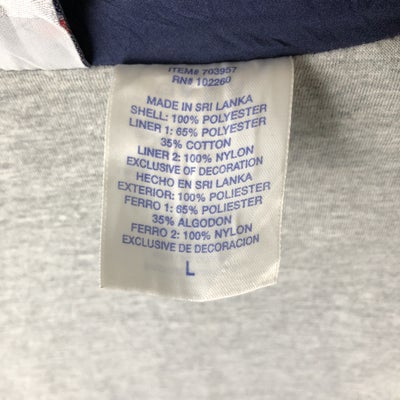 ITEM# 703957
RN# 102260
MADE IN SRI LANKA
SHELL: 100% POLYESTER
LINER 1: 65% POLYESTER
35% COTTON
LINER 2: 100% NYLON
EXCLUSIVE OF DECORATION
HECHO EN SRI LANKA
EXTERIOR: 100% POLIESTER
FERRO 1: 65% POLIESTER
35% ALGODON
FERRO 2: 100% NYLON
EXCLUSIVE DE DECORACION
L